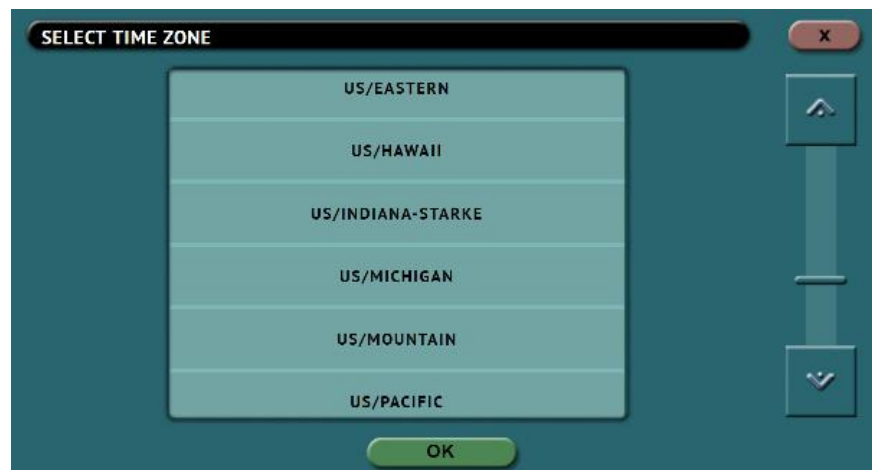 SELECT TIME ZONE
X
US/EASTERN
US/HAWAII
US/INDIANA-STARKE
US/MICHIGAN
US/MOUNTAIN
US/PACIFIC
OK